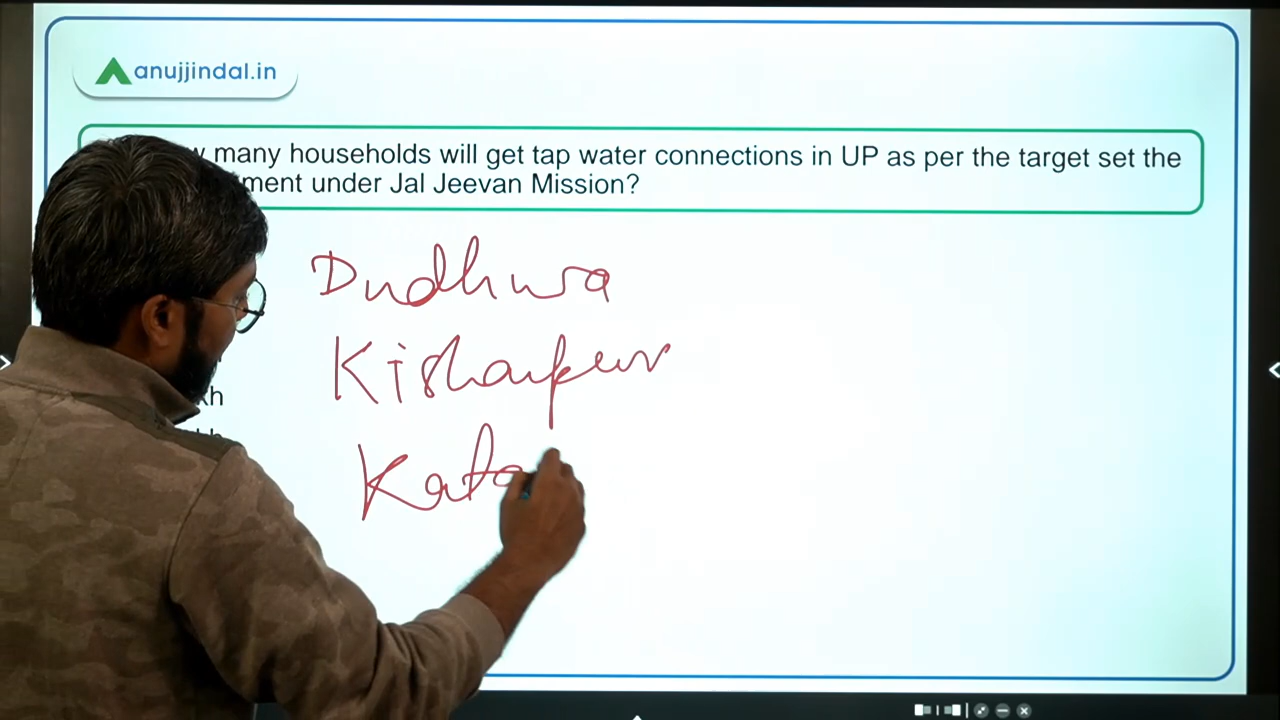 anujjindal.in
many households will get tap water connections in UP as per the target set the
ment under Jal Jeevan Mission?
Dudhwa
Kishanpur
Kata
kh